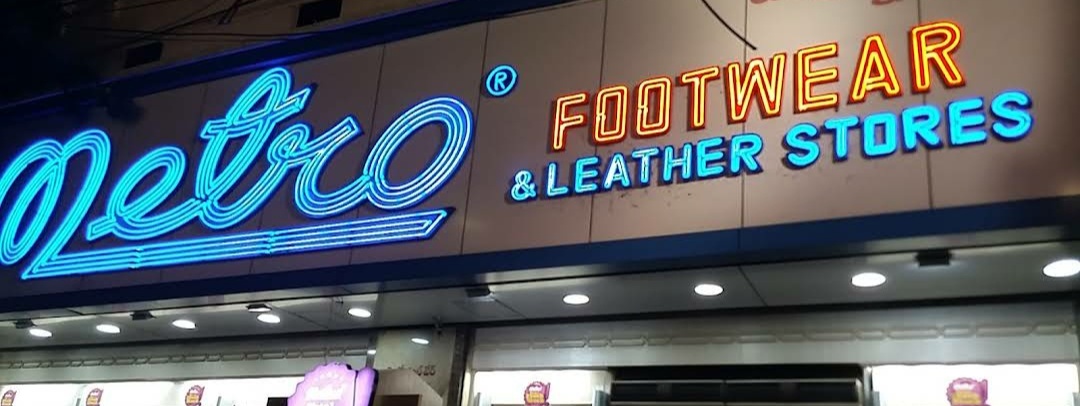 Metro®
FOOTWEAR
& LEATHER STORES